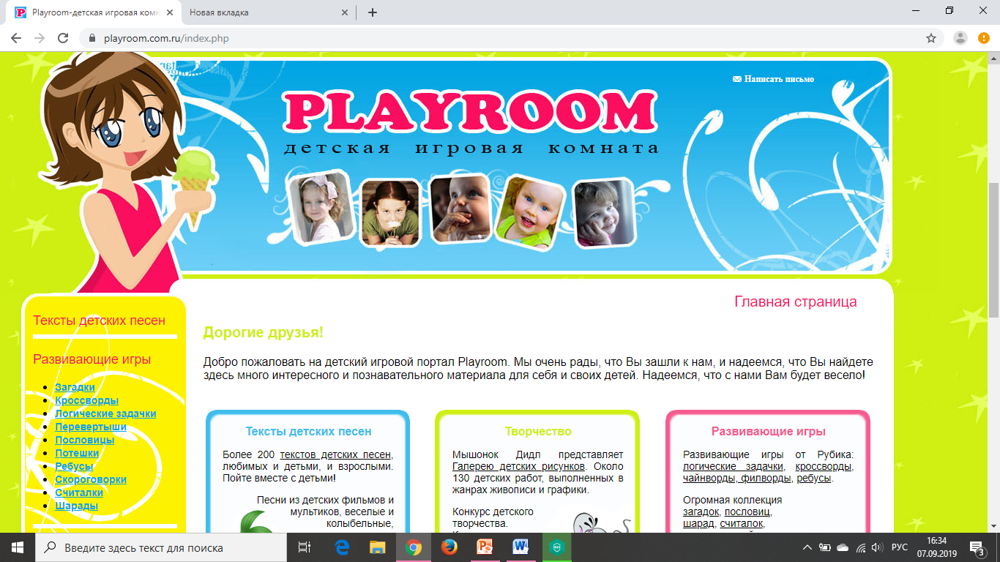 Playroom-детская игровая комн
Новая вкладка
playroom.com.ru/index.php
Написать письмо
PLAYROOM
детская игровая комната
Главная страница
Тексты детских песен
Развивающие игры
Загадки
Кроссворды
Логические задачки
Перевертыши
Пословицы
Потешки
Ребусы
Скороговорки
Считалки
Шарады
Дорогие друзья!
Добро пожаловать на детский игровой портал Playroom. Мы очень рады, что Вы зашли к нам, и надеемся, что Вы найдете
здесь много интересного и познавательного материала для себя и своих детей. Надеемся, что с нами Вам будет весело!
Тексты детских песен
Более 200 текстов детских песен,
любимых и детьми, и взрослыми.
Пойте вместе с детьми!
Песни из детских фильмов и
мультиков, веселые и
колыбельные,
Творчество
Мышонок Дидл представляет
Галерею детских рисунков. Около
130 детских работ, выполненных в
жанрах живописи и графики.
Конкурс детского
творчества.
Развивающие игры
Развивающие игры от Рубика:
логические задачки, кроссворды,
чайнворды, филворды, ребусы.
Огромная коллекция
загадок, пословиц,
шарад, считалок,
Введите здесь текст для поиска
РУС
16:34
07.09.2019
3